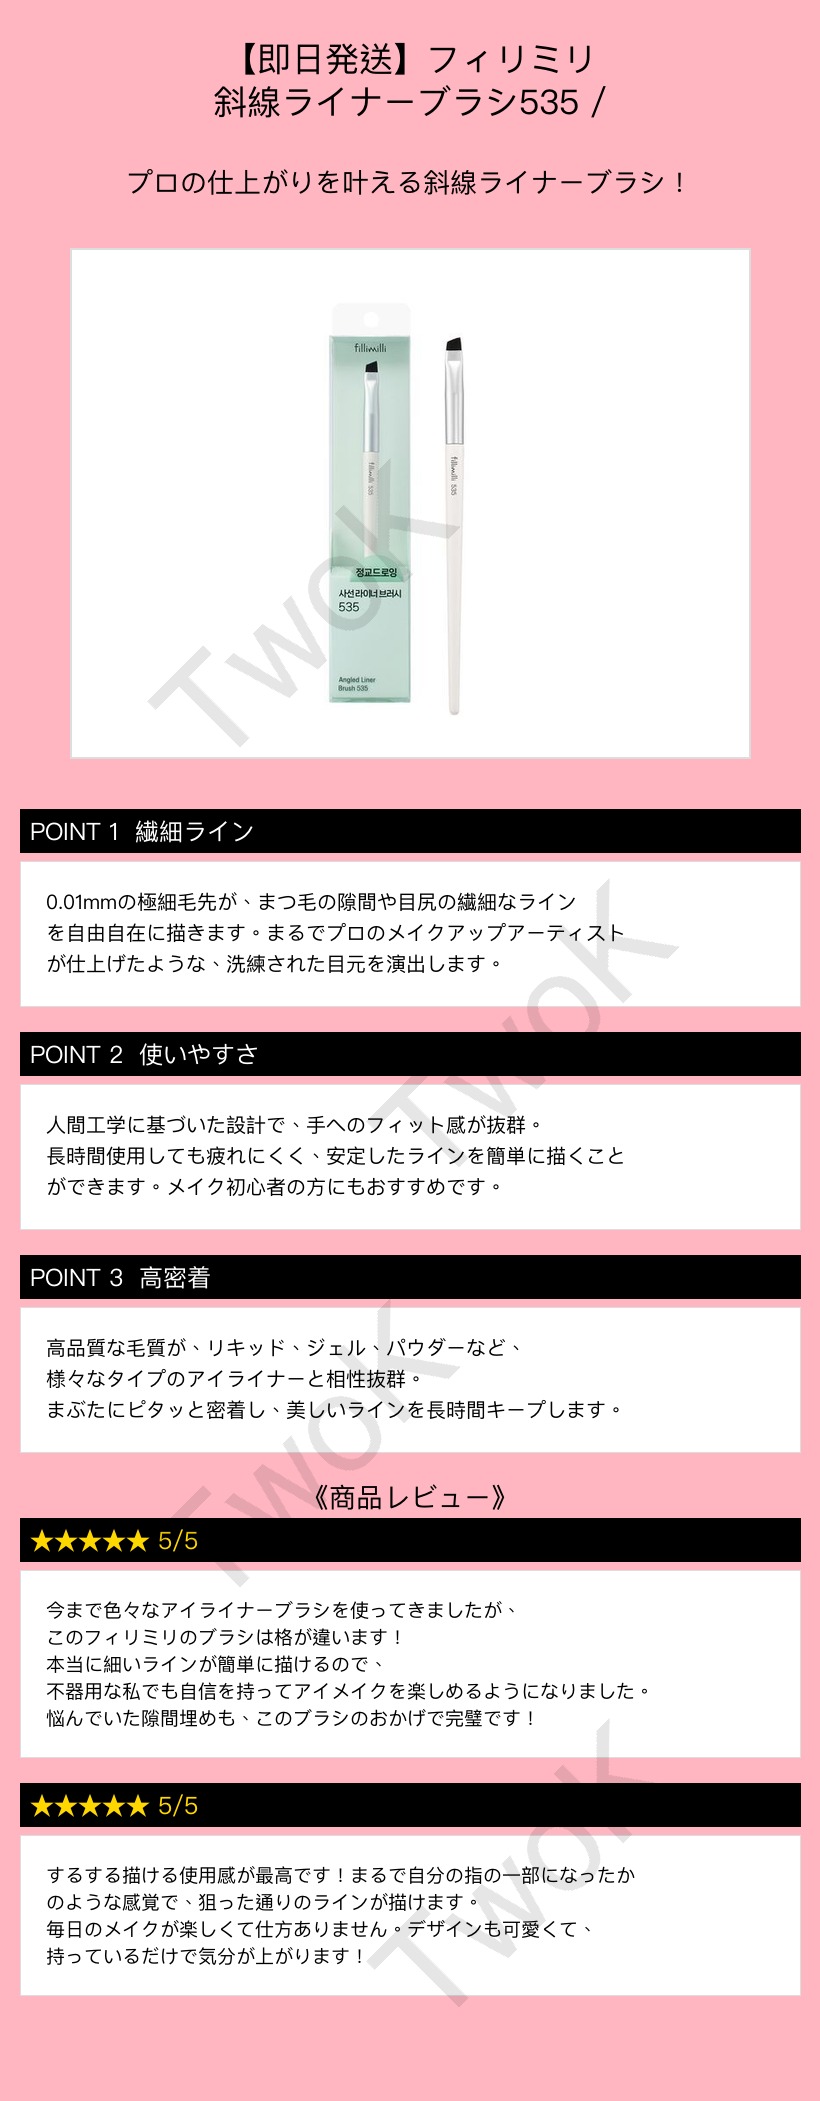 【即日発送】フィリミリ
斜線ライナーブラシ535 /
プロの仕上がりを叶える斜線ライナーブラシ！
fillimilli
fillimilli 535
fillimilli 535
정교드로잉
사선라이너브러시
535
Angled Liner
Brush 535
TwoK
POINT 1 繊細ライン
0.01mmの極細毛先が、まつ毛の隙間や目尻の繊細なライン
を自由自在に描きます。まるでプロのメイクアップアーティスト
が仕上げたような、洗練された目元を演出します。
TwoK
POINT 2 使いやすさ
人間工学に基づいた設計で、手へのフィット感が抜群。
長時間使用しても疲れにくく、安定したラインを簡単に描くこと
ができます。メイク初心者の方にもおすすめです。
POINT 3 高密着
高品質な毛質が、リキッド、ジェル、パウダーなど、
様々なタイプのアイライナーと相性抜群。
まぶたにピタッと密着し、美しいラインを長時間キープします。
TwoK
《商品レビュー》
★★★★★ 5/5
今まで色々なアイライナーブラシを使ってきましたが、
このフィリミリのブラシは格が違います！
本当に細いラインが簡単に描けるので、
不器用な私でも自信を持ってアイメイクを楽しめるようになりました。
悩んでいた隙間埋めも、このブラシのおかげで完璧です！
★★★★★ 5/5
するする描ける使用感が最高です！まるで自分の指の一部になったか
のような感覚で、狙った通りのラインが描けます。
毎日のメイクが楽しくて仕方ありません。デザインも可愛くて、
持っているだけで気分が上がります！
TwoK